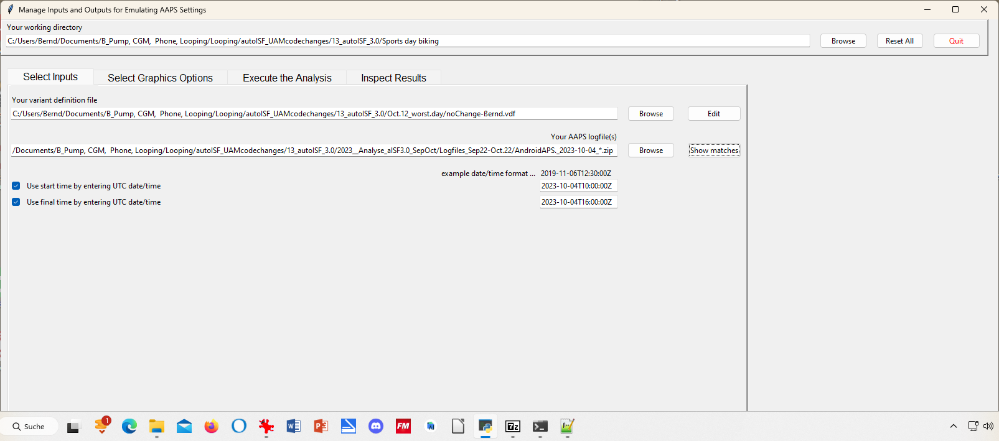 Manage Inputs and Outputs for Emulating AAPS Settings
Your working directory
C:/Users/Bernd/Documents/B_Pump, CGM,  Phone, Looping/Looping/autoISF_UAMcodechanges/13_autoISF_3.0/Sports day biking
Browse
Reset All
Quit
Select Inputs
Select Graphics Options
Execute the Analysis
Inspect Results
Your variant definition file
C:/Users/Bernd/Documents/B_Pump, CGM,  Phone, Looping/Looping/autoISF_UAMcodechanges/13_autoISF_3.0/Oct.12_worst.day/noChange-ßernd.vdf
Browse
Edit
Your AAPS logfile(s)
/Documents/B_Pump, CGM,  Phone, Looping/Looping/autoISF_UAMcodechanges/13_autoISF_3.0/2023__Analyse_aISF3.0_SepOct/Logfiles_Sep22-Oct.22/AndroidAPS._2023-10-04_*.zip
Browse
Show matches
example date/time format ... 2019-11-06T12:30:00Z
Use start time by entering UTC date/time
2023-10-04T10:00:00Z
Use final time by entering UTC date/time
2023-10-04T16:00:00Z
Suche
1
W
P
FM
7z